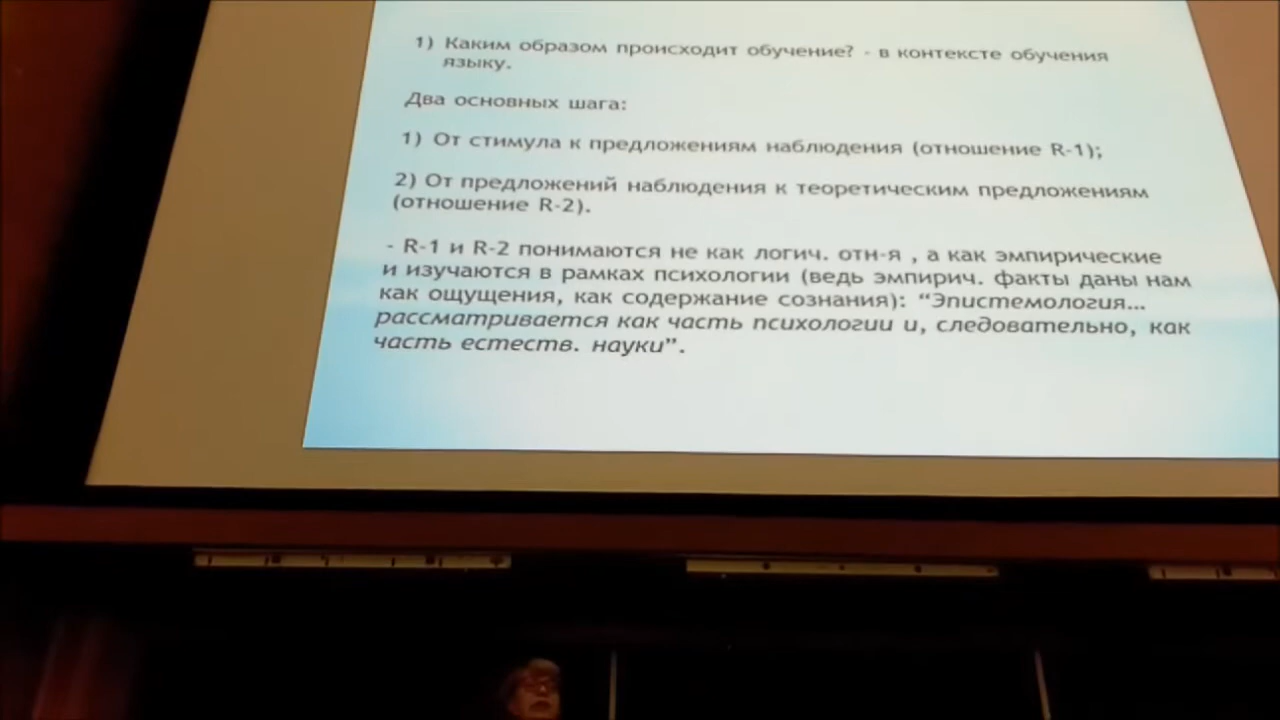 1) Каким образом происходит обучение? - в контексте обучения
языку.
Два основных шага:
1) От стимула к предложениям наблюдения (отношение R-1);
2) От предложений наблюдения к теоретическим предложениям
(отношение R-2).
- R-1 и R-2 понимаются не как логич. отн-я , а как эмпирические
и изучаются в рамках психологии (ведь эмпирич. факты даны нам
как ощущения, как содержание сознания): “Эпистемология...
рассматривается как часть психологии и, следовательно, как
часть естеств. науки”.